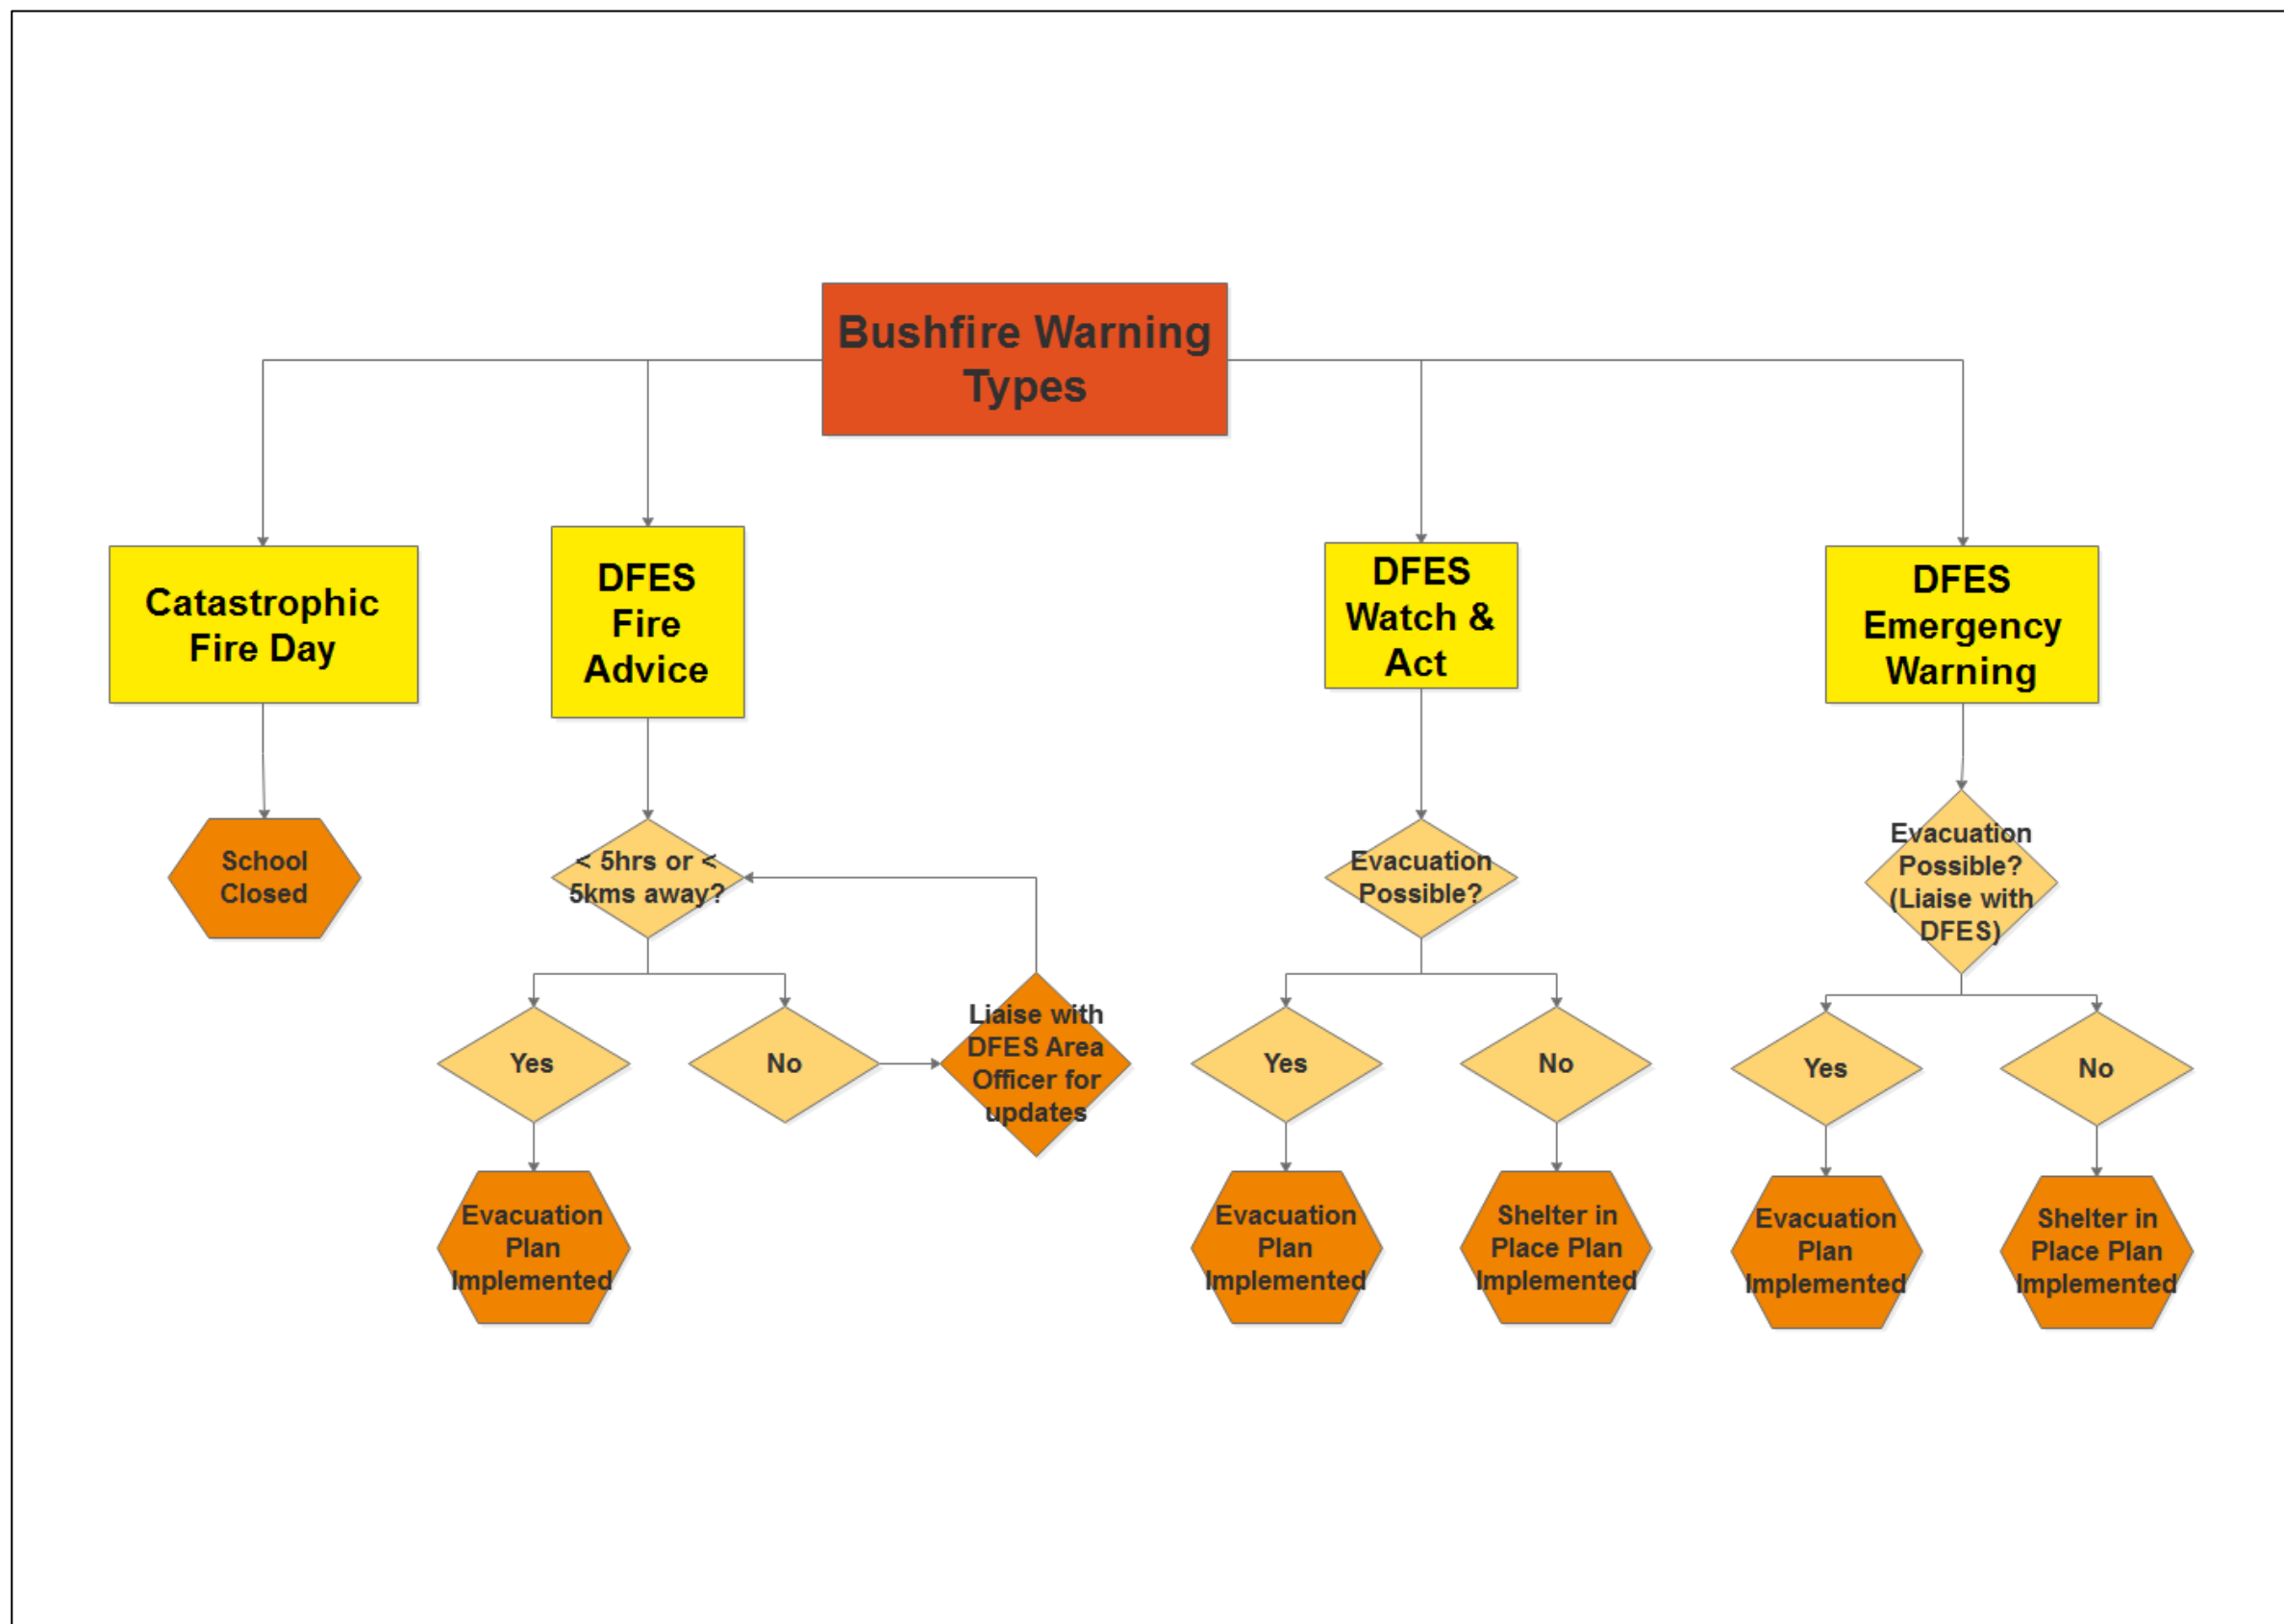 Bushfire Warning
Types
Catastrophic
Fire Day
DFES
Fire
Advice
DFES
Watch &
Act
DFES
Emergency
Warning
School
Closed
< 5hrs or <
5kms away?
Evacuation
Possible?
Evacuation
Possible?
(Liaise with
DFES)
Yes
No
Liaise with
DFES Area
Officer for
updates
Yes
No
Yes
No
Evacuation
Plan
Implemented
Evacuation
Plan
Implemented
Shelter in
Place Plan
Implemented
Evacuation
Plan
Implemented
Shelter in
Place Plan
Implemented